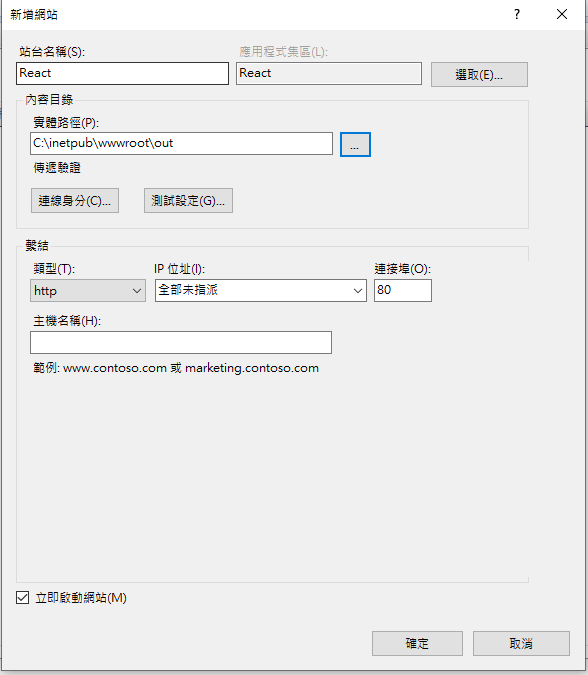 新增網站
?
站台名稱(S):
應用程式集區(L):
React
React
選取(E)...
內容目錄
實體路徑(P):
C:\inetpub\wwwroot\out
...
傳遞驗證
連線身分(C)...
測試設定(G)...
繫結
類型(T):
IP 位址(I):
連接埠(O):
http
全部未指派
80
主機名稱(H):
範例: www.contoso.com 或 marketing.contoso.com
立即啟動網站(M)
確定
取消